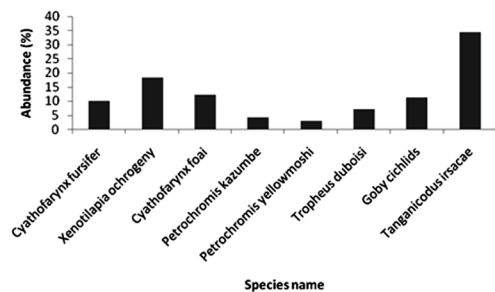 Abundance (%)
40
35
30
25
20
15
10
5
0
Cyathofarynx fursifer
Xenotilapia ochrogeny
Cyathofarynx foai
Petrochromis kazumbe
Petrochromis yellowmoshi
Tropheus duboisi
Goby cichlids
Tanganicodus irsacae
Species name